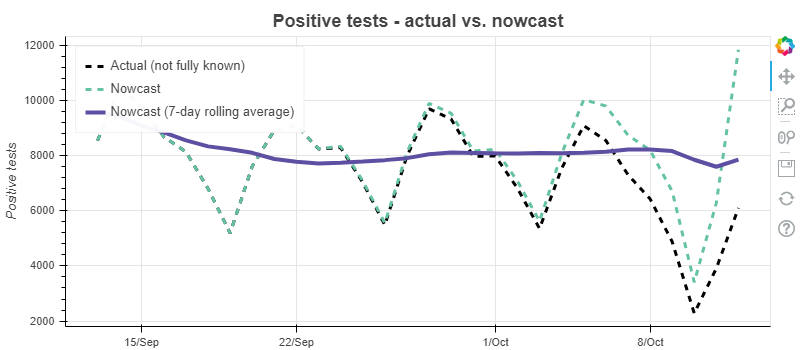 Positive tests - actual vs. nowcast
12000
10000
8000
6000
4000
2000
Positive tests
Actual (not fully known)
Nowcast
Nowcast (7-day rolling average)
15/Sep
22/Sep
1/Oct
8/Oct